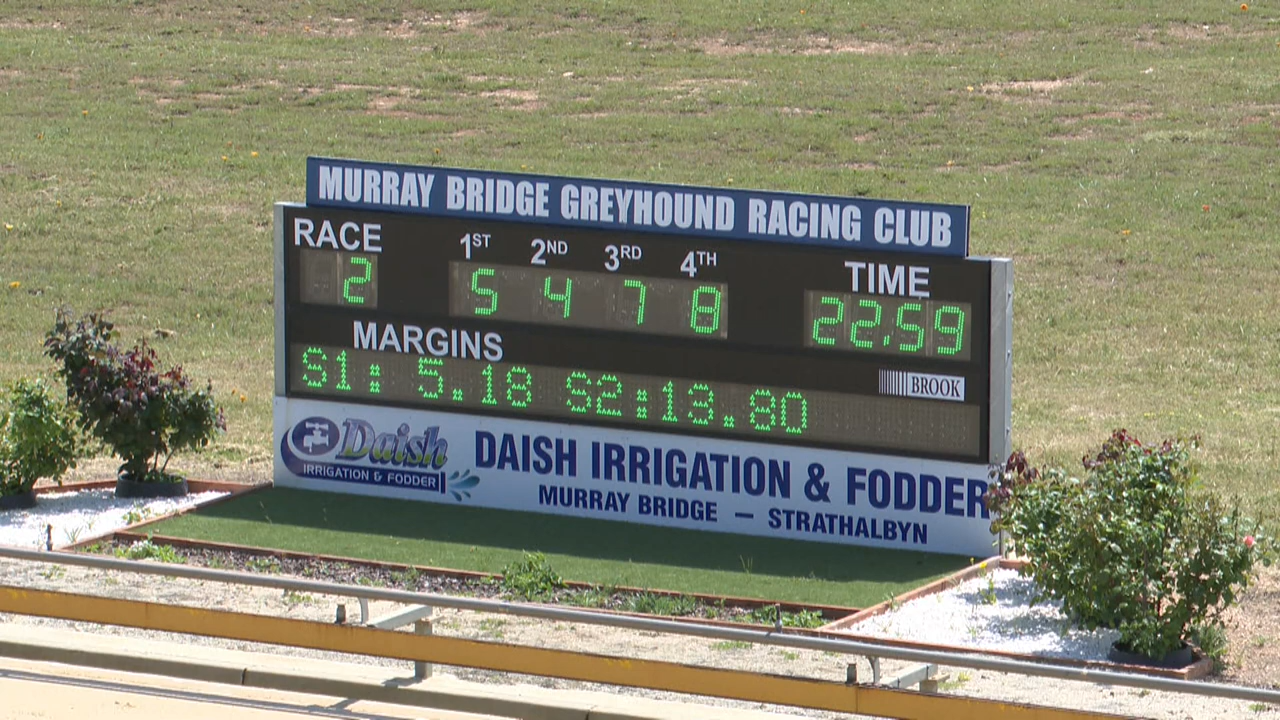 MURRAY BRIDGE GREYHOUND RACING CLUB
RACE 1ST 2ND 3RD 4TH TIME
2 5 4 7 8 22.59
MARGINS
S1: 5.18 S2:13.80
BROOK
Daish
IRRIGATION & FODDER
DAISH IRRIGATION & FODDER
MURRAY BRIDGE — STRATHALBYN